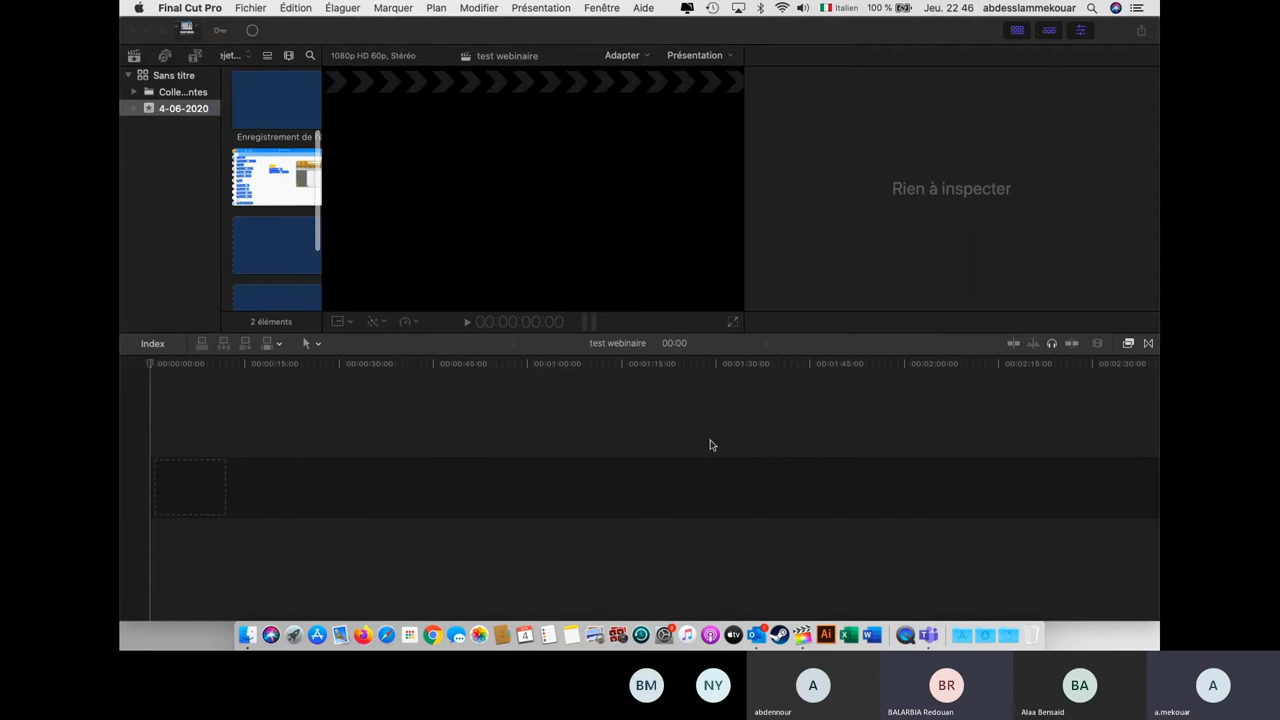 Final Cut Pro Fichier Édition Élaguer Marquer Plan Modifier Présentation Fenêtre Aide Italien 100 % Jeu. 22 46 abdesslammekouar
ejet... 1080p HD 60p, Stéréo test webinaire Adapter Présentation
Sans titre
Colle...ntes
4-06-2020
Enregistrement de l'é
Rien à inspecter
2 éléments 00:00:00:00
Index test webinaire 00:00
00:00:00:00 00:00:15:00 00:00:30:00 00:00:45:00 00:01:00:00 00:01:15:00 00:01:30:00 00:01:45:00 00:02:00:00 00:02:15:00 00:02:30:00
4 tv Ai
BM NY A BR BA A
abdennour BALARBIA Redouan Alaa Bensaid a.mekouar